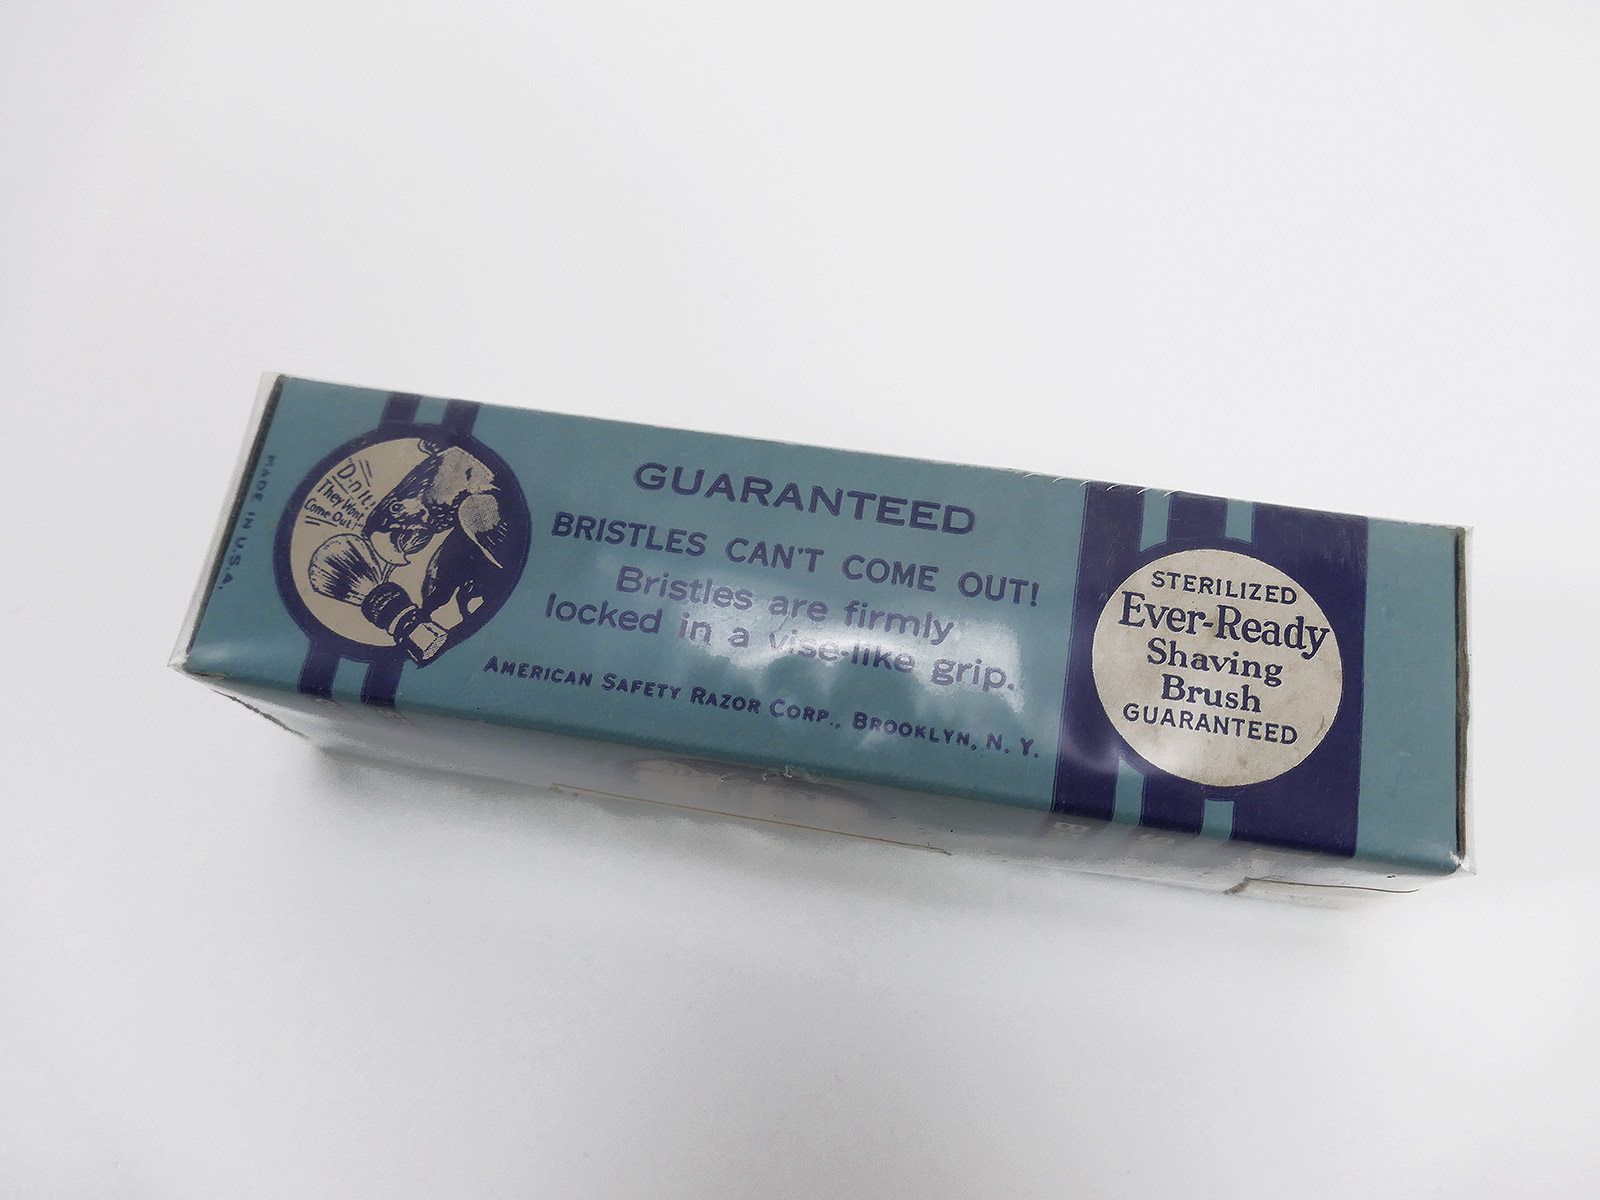 MADE IN U.S.A.
"D-n It!
They Wont
Come Out!"
GUARANTEED
BRISTLES CAN'T COME OUT!
Bristles are firmly
locked in a vise-like grip.
AMERICAN SAFETY RAZOR CORP., BROOKLYN, N. Y.
STERILIZED
Ever-Ready
Shaving
Brush
GUARANTEED